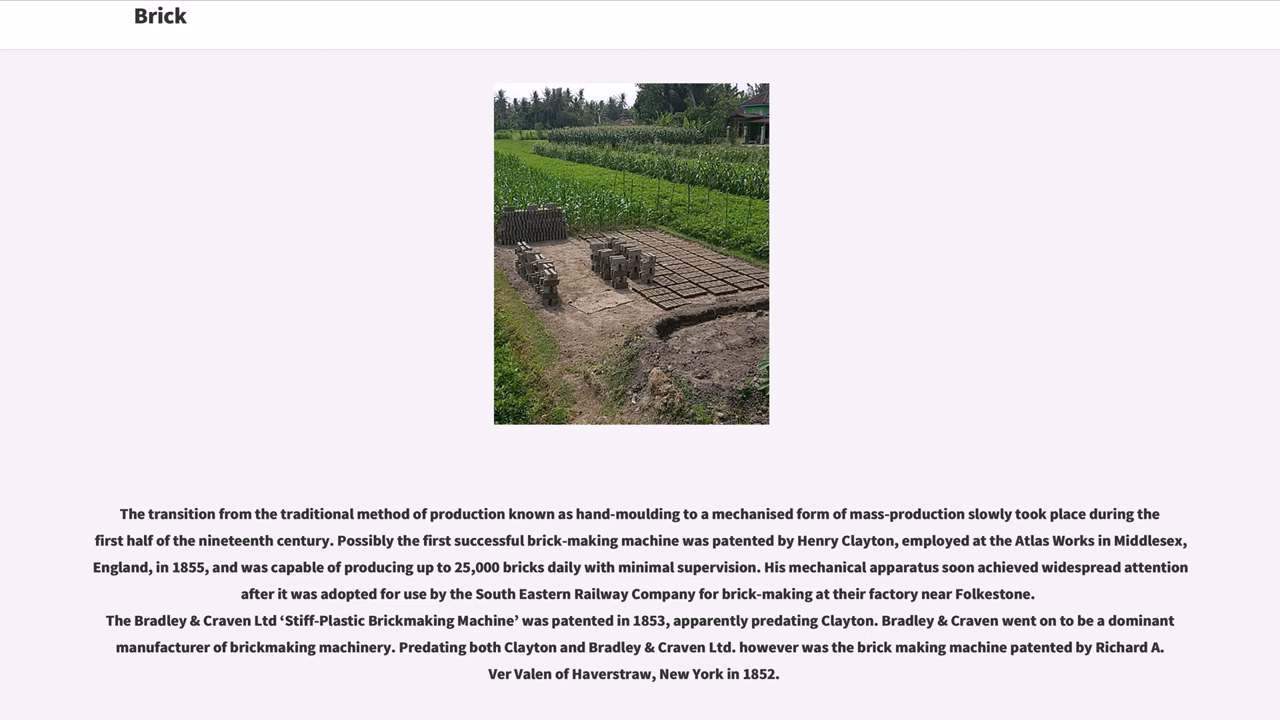 Brick
The transition from the traditional method of production known as hand-moulding to a mechanised form of mass-production slowly took place during the
first half of the nineteenth century. Possibly the first successful brick-making machine was patented by Henry Clayton, employed at the Atlas Works in Middlesex,
England, in 1855, and was capable of producing up to 25,000 bricks daily with minimal supervision. His mechanical apparatus soon achieved widespread attention
after it was adopted for use by the South Eastern Railway Company for brick-making at their factory near Folkestone.
The Bradley & Craven Ltd ‘Stiff-Plastic Brickmaking Machine’ was patented in 1853, apparently predating Clayton. Bradley & Craven went on to be a dominant
manufacturer of brickmaking machinery. Predating both Clayton and Bradley & Craven Ltd. however was the brick making machine patented by Richard A.
Ver Valen of Haverstraw, New York in 1852.